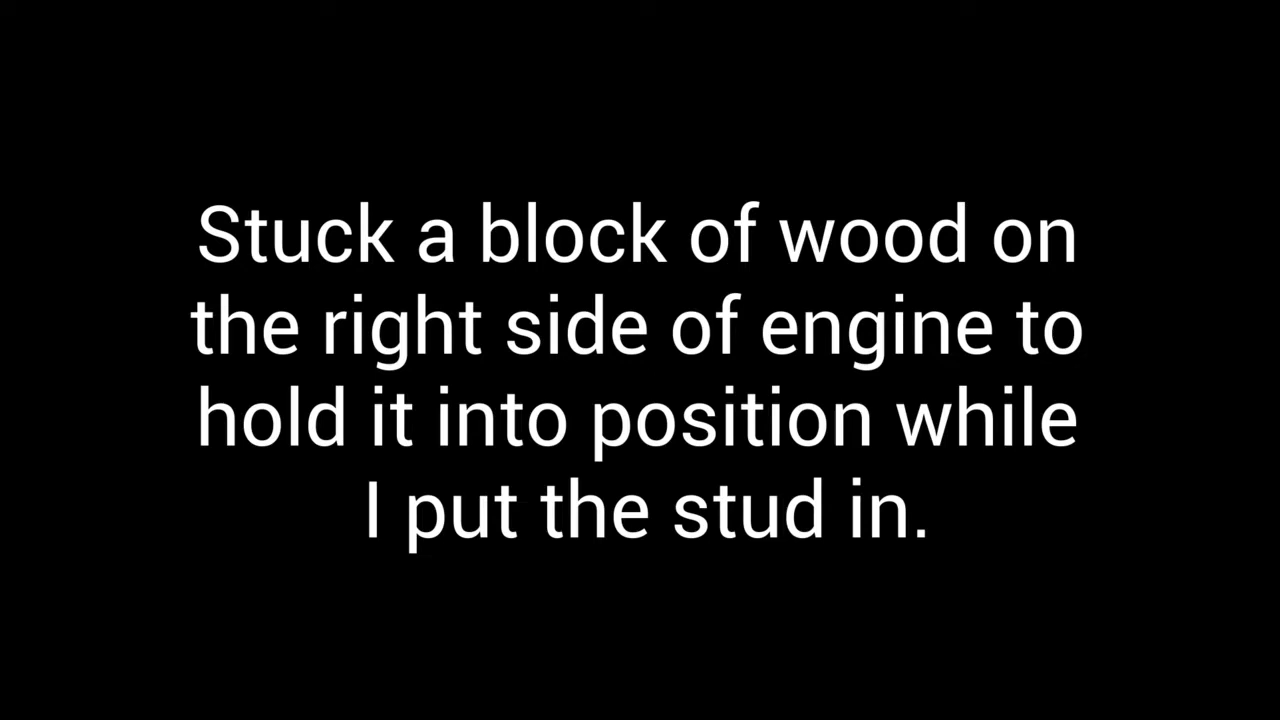 Stuck a block of wood on
the right side of engine to
hold it into position while
I put the stud in.